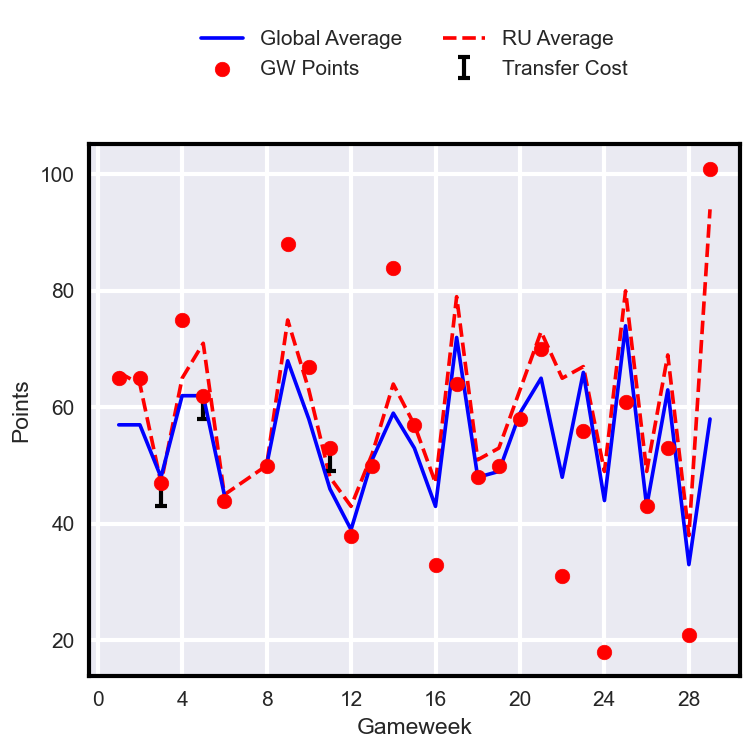 Global Average
RU Average
GW Points
Transfer Cost
100
80
60
40
20
Points
0 4 8 12 16 20 24 28
Gameweek